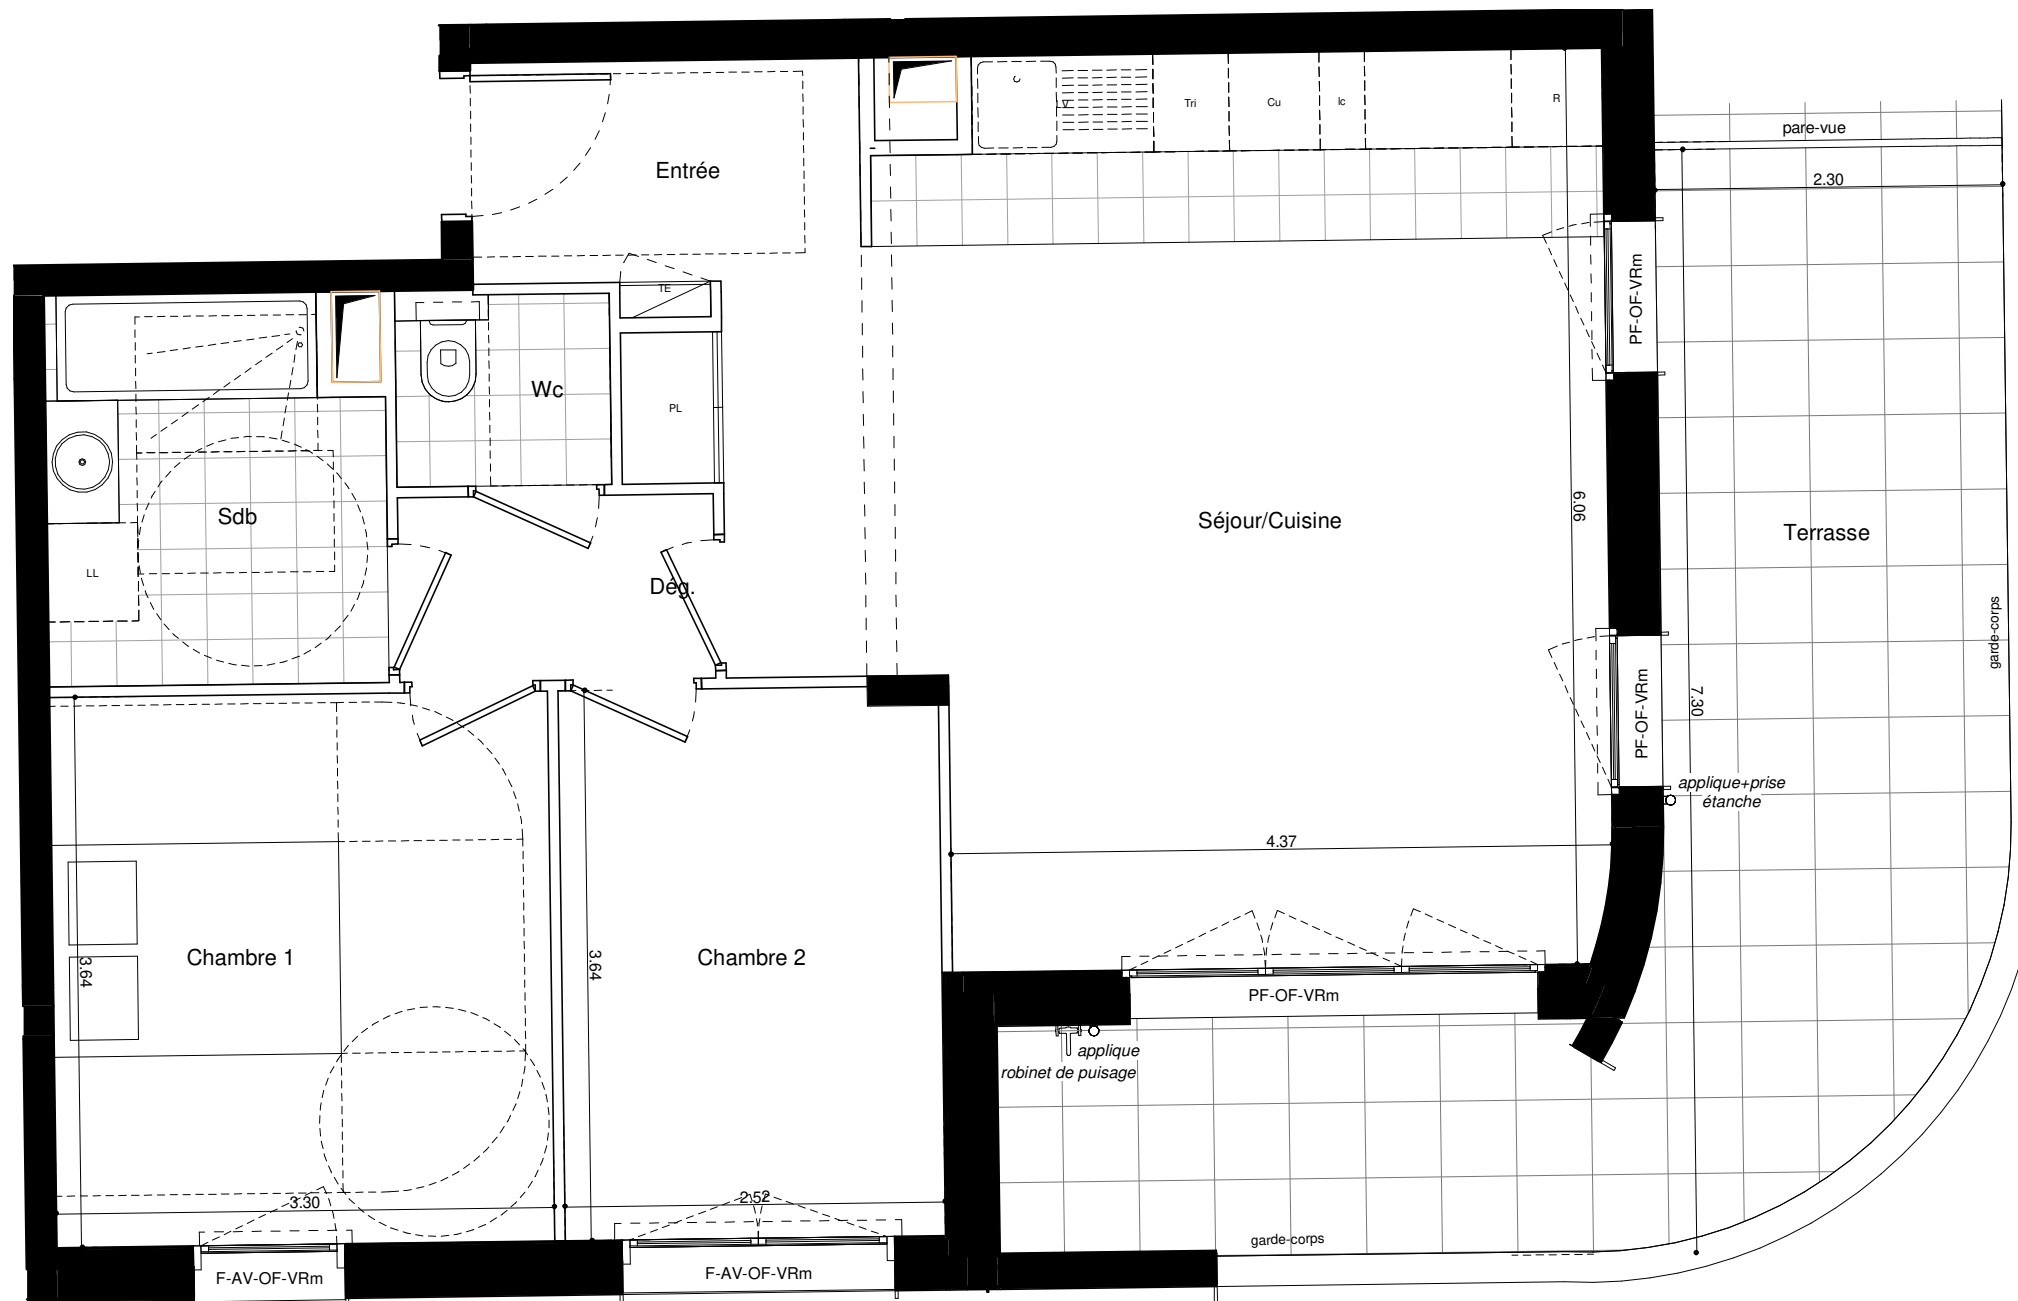 pare-vue
C
V
Tri
Cu
Ic
R
Entrée
2.30
PF-OF-VRm
TE
Wc
PL
Sdb
LL
Dég.
Séjour/Cuisine
6.06
Terrasse
garde-corps
PF-OF-VRm
7.30
applique+prise
étanche
4.37
Chambre 1
3.64
Chambre 2
3.64
PF-OF-VRm
applique
robinet de puisage
3.30
2.52
garde-corps
F-AV-OF-VRm
F-AV-OF-VRm